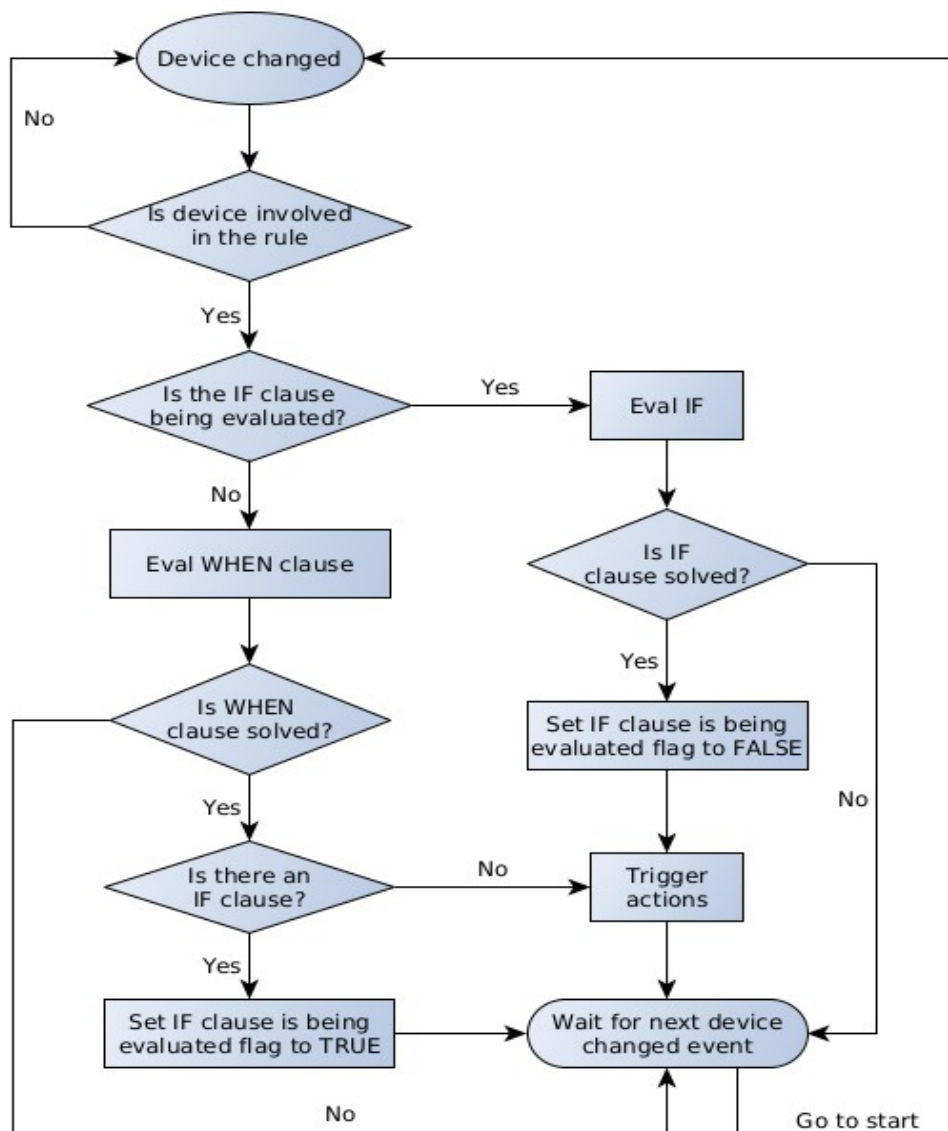 Device changed
No
Is device involved
in the rule
Yes
Is the IF clause
being evaluated?
Yes
Eval IF
No
Eval WHEN clause
Is IF
clause solved?
Yes
Is WHEN
clause solved?
Set IF clause is being
evaluated flag to FALSE
No
Yes
Is there an
IF clause?
No
Trigger
actions
Yes
Set IF clause is being
evaluated flag to TRUE
Wait for next device
changed event
No
Go to start